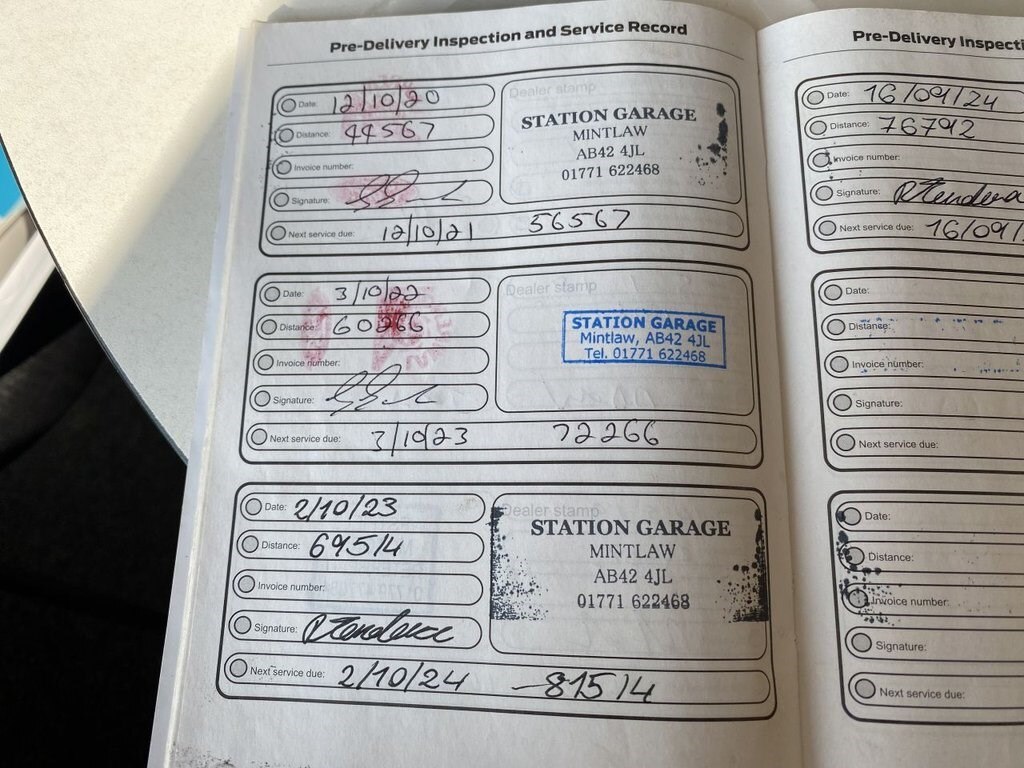 Pre-Delivery Inspection and Service Record
Date: 12/10/20
Distance: 44567
Invoice number:
Signature:
Next service due: 12/10/21 56567
Dealer stamp
STATION GARAGE
MINTLAW
AB42 4JL
01771 622468
Date: 3/10/22
Distance: 60266
Invoice number:
Signature:
Next service due: 3/10/23 72266
Dealer stamp
STATION GARAGE
Mintlaw, AB42 4JL
Tel. 01771 622468
Date: 2/10/23
Distance: 69514
Invoice number:
Signature:
Next service due: 2/10/24 81514
Dealer stamp
STATION GARAGE
MINTLAW
AB42 4JL
01771 622468
Pre-Delivery Inspecti
Date: 16/09/24
Distance: 76792
Invoice number:
Signature:
Next service due: 16/09/
Date:
Distance:
Invoice number:
Signature:
Next service due:
Date:
Distance:
Invoice number:
Signature:
Next service due: